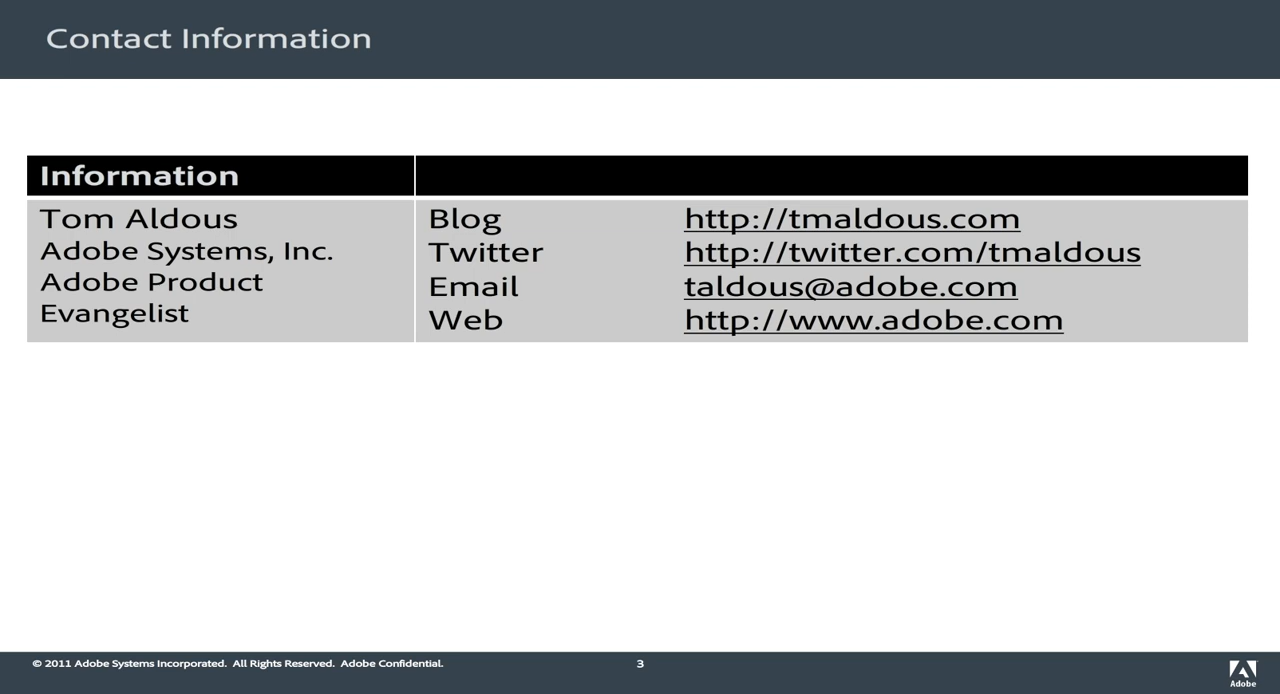 Contact Information
Information
Tom Aldous
Adobe Systems, Inc.
Adobe Product
Evangelist
Blog http://tmaldous.com
Twitter http://twitter.com/tmaldous
Email taldous@adobe.com
Web http://www.adobe.com
© 2011 Adobe Systems Incorporated. All Rights Reserved. Adobe Confidential.
3
Adobe